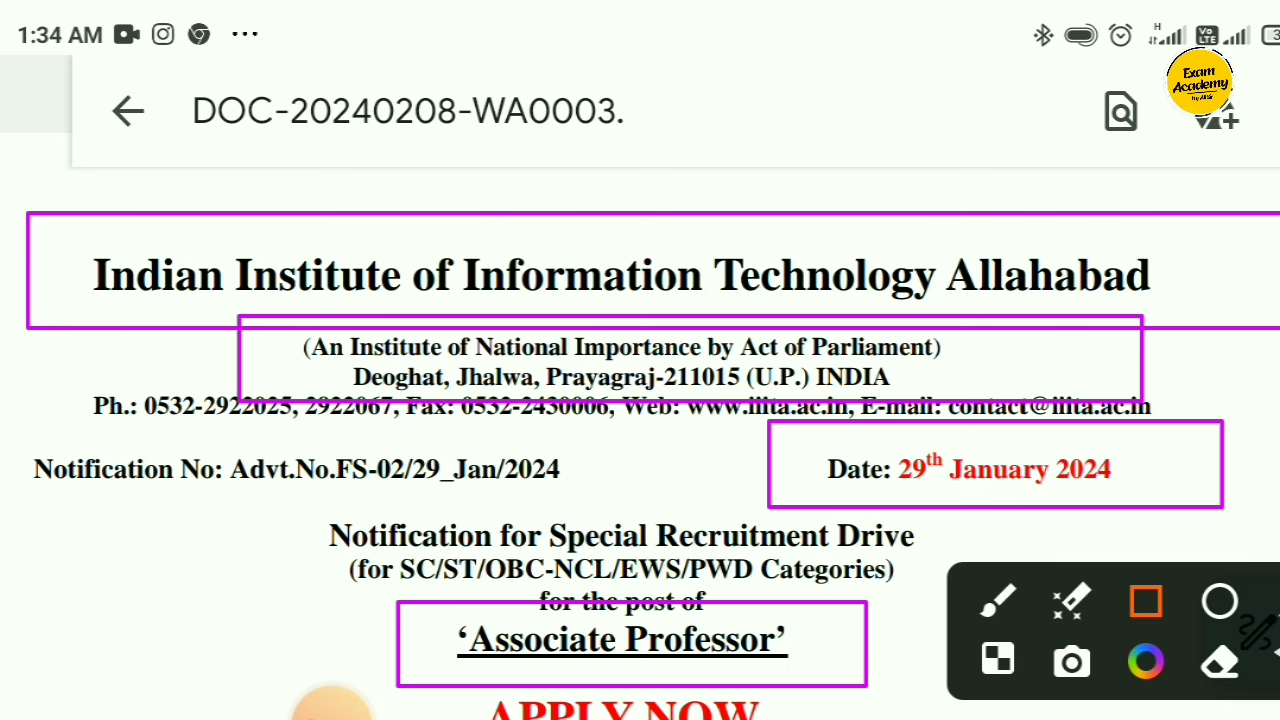 1:34 AM
Exam
Academy
DOC-20240208-WA0003.
Indian Institute of Information Technology Allahabad
(An Institute of National Importance by Act of Parliament)
Deoghat, Jhalwa, Prayagraj-211015 (U.P.) INDIA
Ph.: 0532-2922025, 2922067, Fax: 0532-2430006, Web: www.iiita.ac.in, E-mail: contact@iiita.ac.in
Notification No: Advt.No.FS-02/29_Jan/2024
Date: 29th January 2024
Notification for Special Recruitment Drive
(for SC/ST/OBC-NCL/EWS/PWD Categories)
for the post of
‘Associate Professor’
APPLY NOW